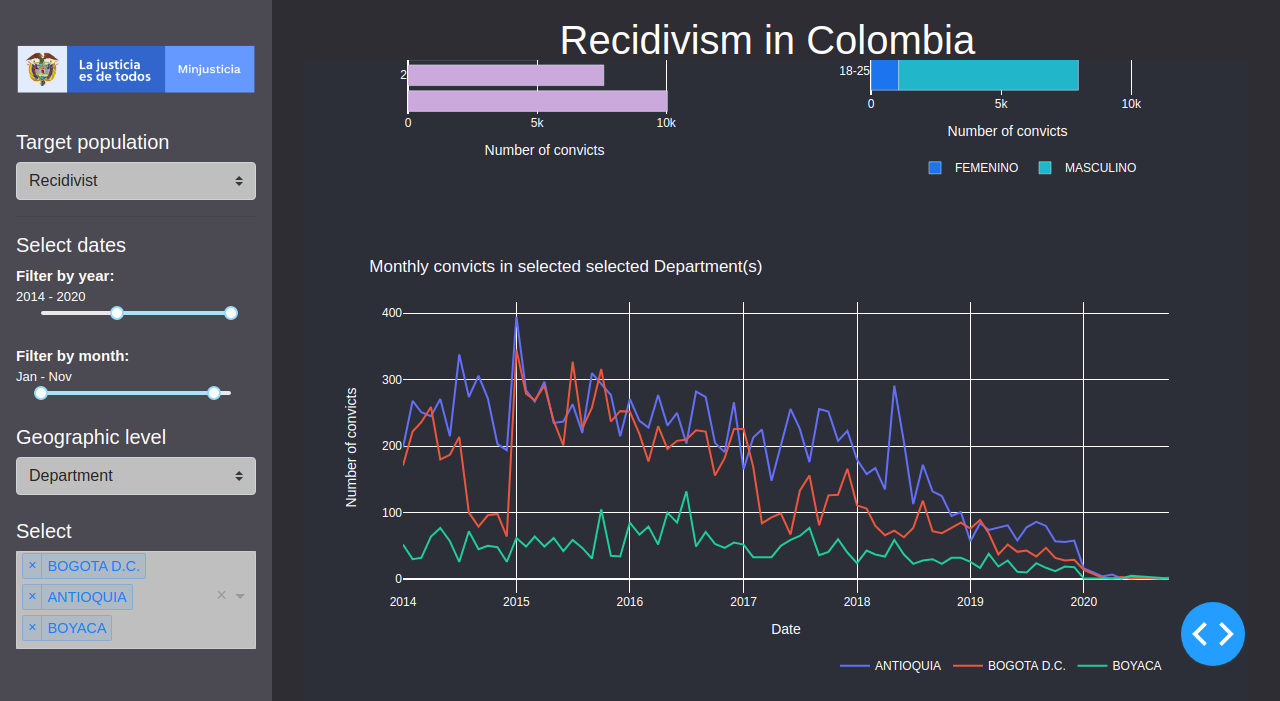 La justicia
es de todos
Minjusticia
Target population
Recidivist
Select dates
Filter by year:
2014 - 2020
Filter by month:
Jan - Nov
Geographic level
Department
Select
× BOGOTA D.C.
× ANTIOQUIA
× BOYACA
×
Recidivism in Colombia
2
0 5k 10k
Number of convicts
18-25
0 5k 10k
Number of convicts
FEMENINO MASCULINO
Monthly convicts in selected selected Department(s)
400
300
200
100
0
Number of convicts
2014 2015 2016 2017 2018 2019 2020
Date
ANTIOQUIA BOGOTA D.C. BOYACA